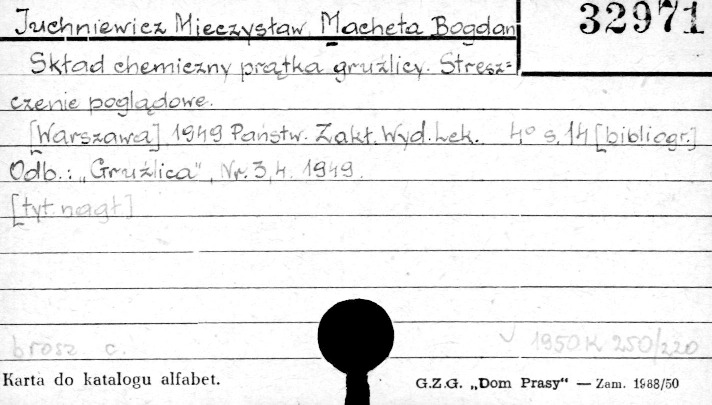 Juchniewicz Mieczysław, Macheta Bogdan
32971
Skład chemiczny prątka gruźlicy. Stresz=
czenie poglądowe.
[Warszawa] 1949 Państw. Zakł. Wyd. Lek. 4° s. 14 [bibliogr.]
Odb.: „Gruźlica", Nr. 3,4. 1949.
[tyt. nagł.]
brosz. c. 1950 K 250/220
Karta do katalogu alfabet. G.Z.G. „Dom Prasy" — Zam. 1988/50